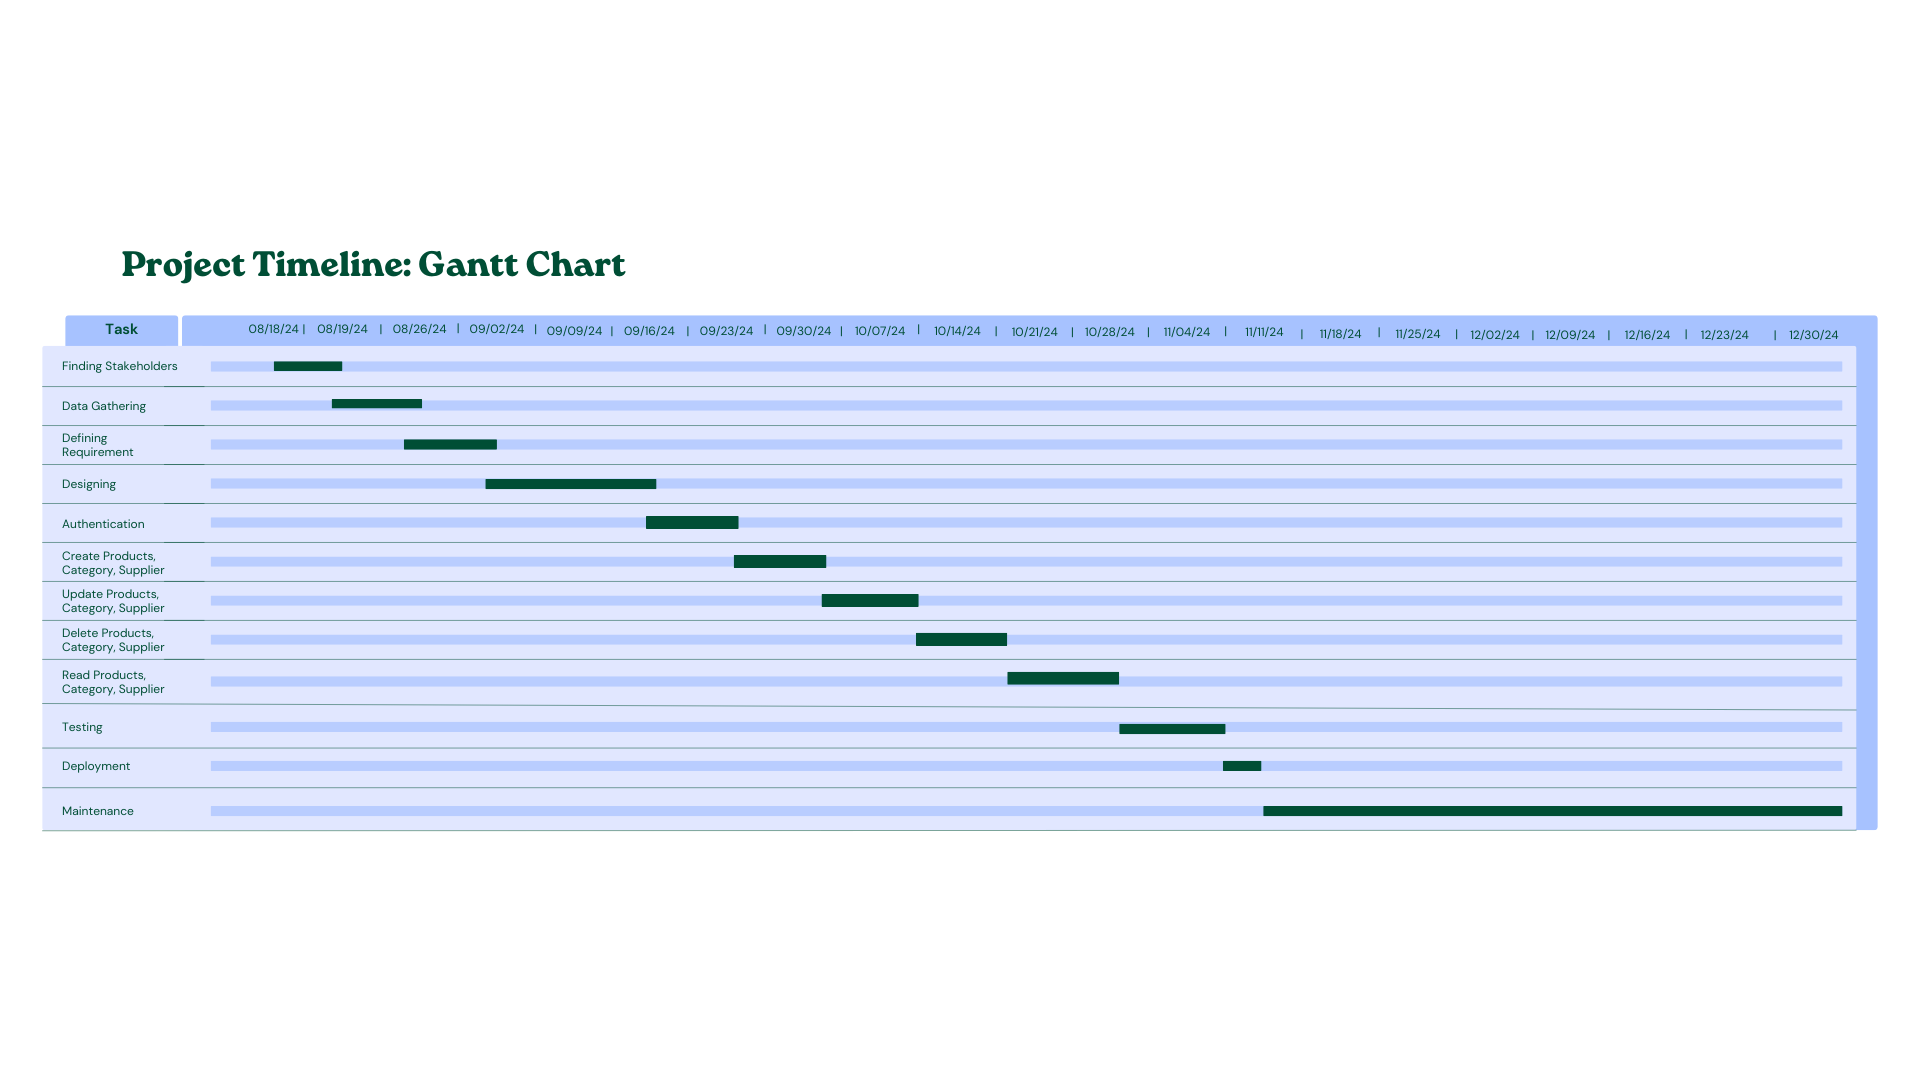 Project Timeline: Gantt Chart
Task
08/18/24 | 08/19/24 | 08/26/24 | 09/02/24 | 09/09/24 | 09/16/24 | 09/23/24 | 09/30/24 | 10/07/24 | 10/14/24 | 10/21/24 | 10/28/24 | 11/04/24 | 11/11/24 | 11/18/24 | 11/25/24 | 12/02/24 | 12/09/24 | 12/16/24 | 12/23/24 | 12/30/24
Finding Stakeholders
Data Gathering
Defining
Requirement
Designing
Authentication
Create Products,
Category, Supplier
Update Products,
Category, Supplier
Delete Products,
Category, Supplier
Read Products,
Category, Supplier
Testing
Deployment
Maintenance